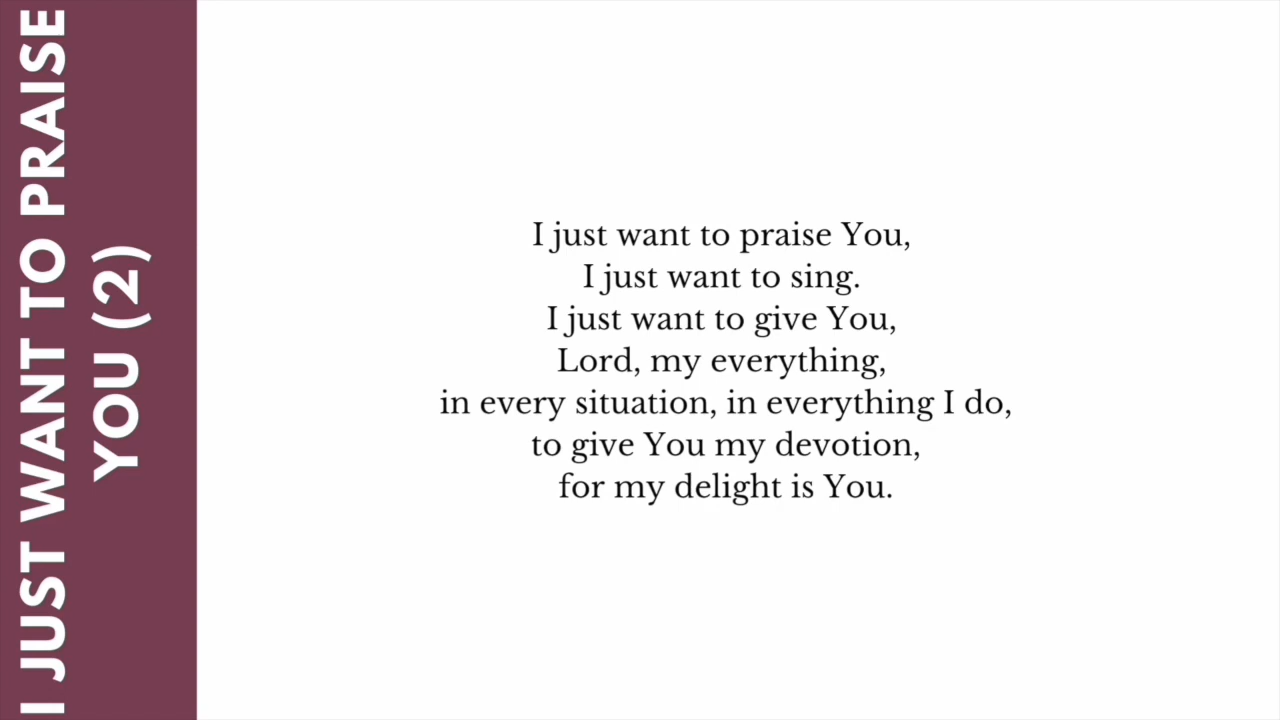 I JUST WANT TO PRAISE
YOU (2)
I just want to praise You,
I just want to sing.
I just want to give You,
Lord, my everything,
in every situation, in everything I do,
to give You my devotion,
for my delight is You.